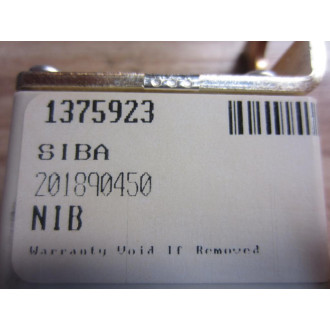 1375923
SIBA
201890450
NIB
Warranty Void If Removed